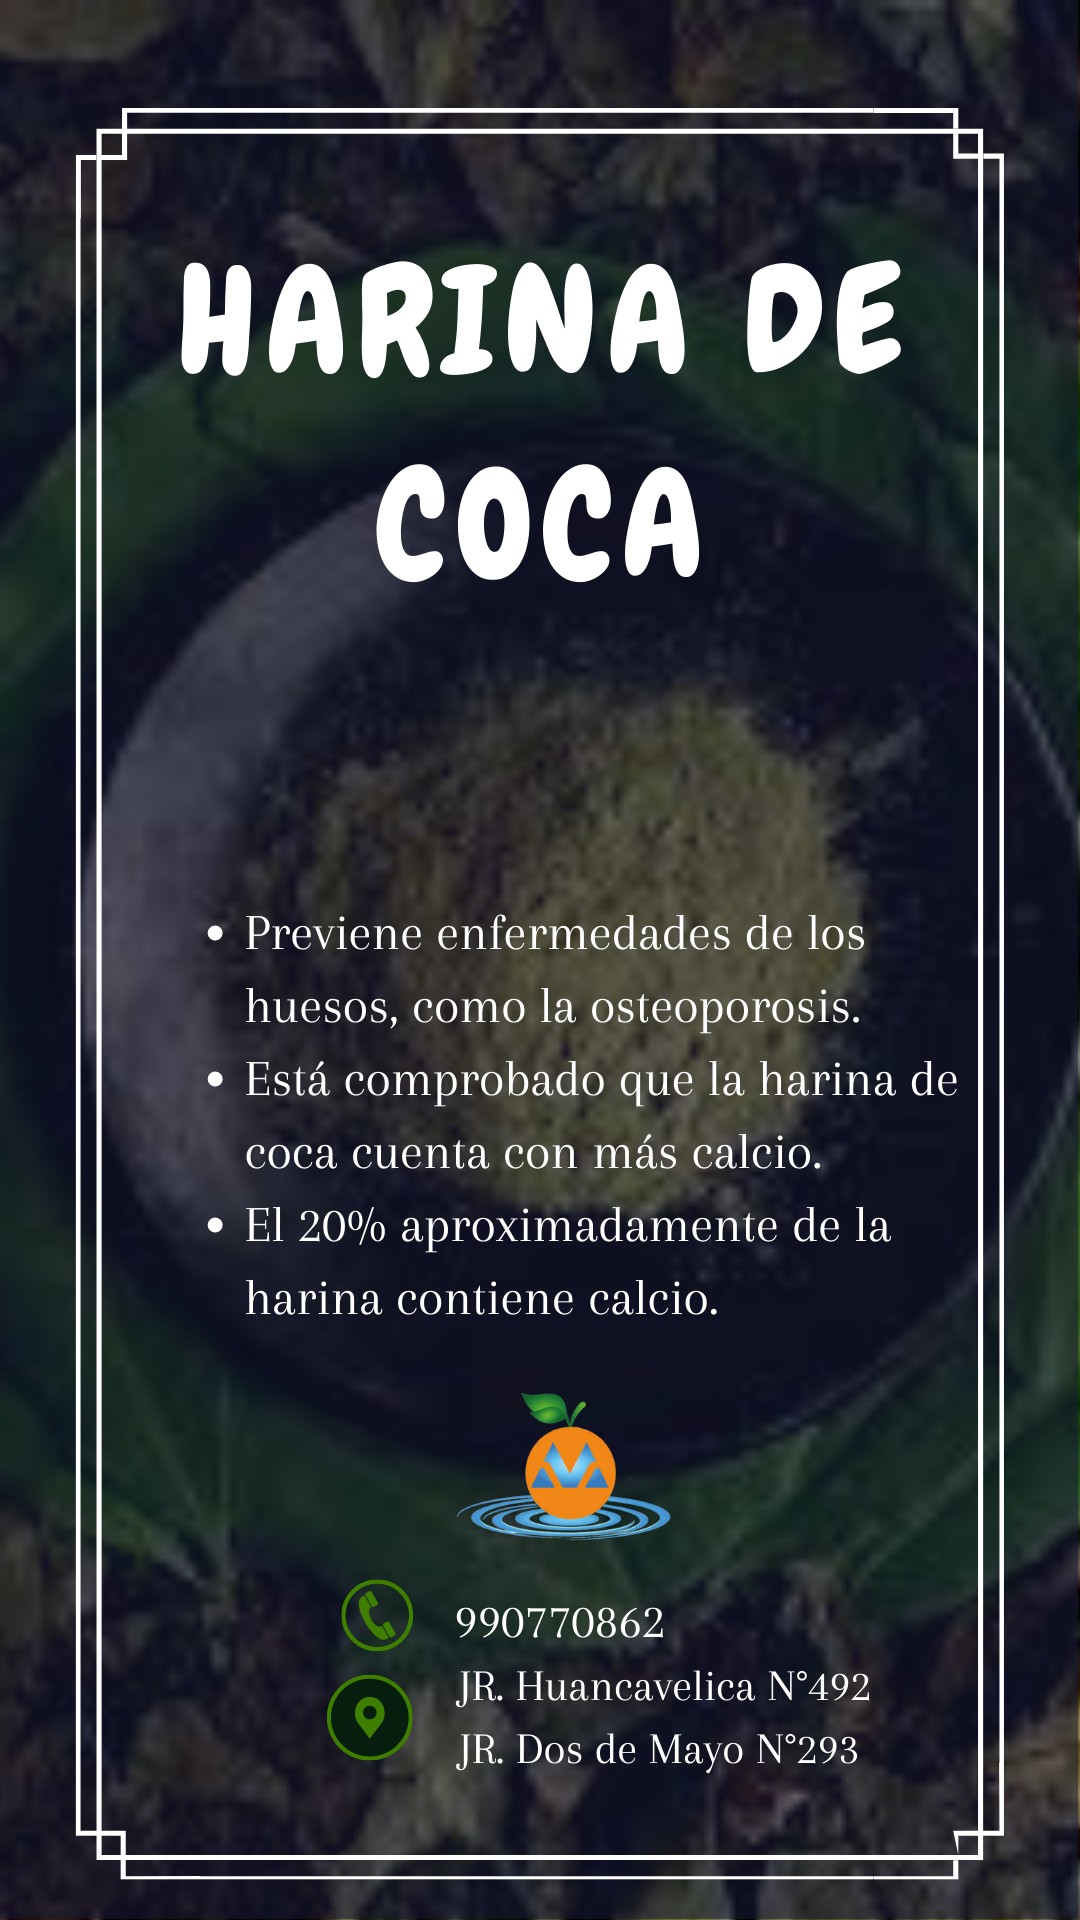 HARINA DE
COCA
• Previene enfermedades de los
huesos, como la osteoporosis.
• Está comprobado que la harina de
coca cuenta con más calcio.
• El 20% aproximadamente de la
harina contiene calcio.
990770862
JR. Huancavelica N°492
JR. Dos de Mayo N°293